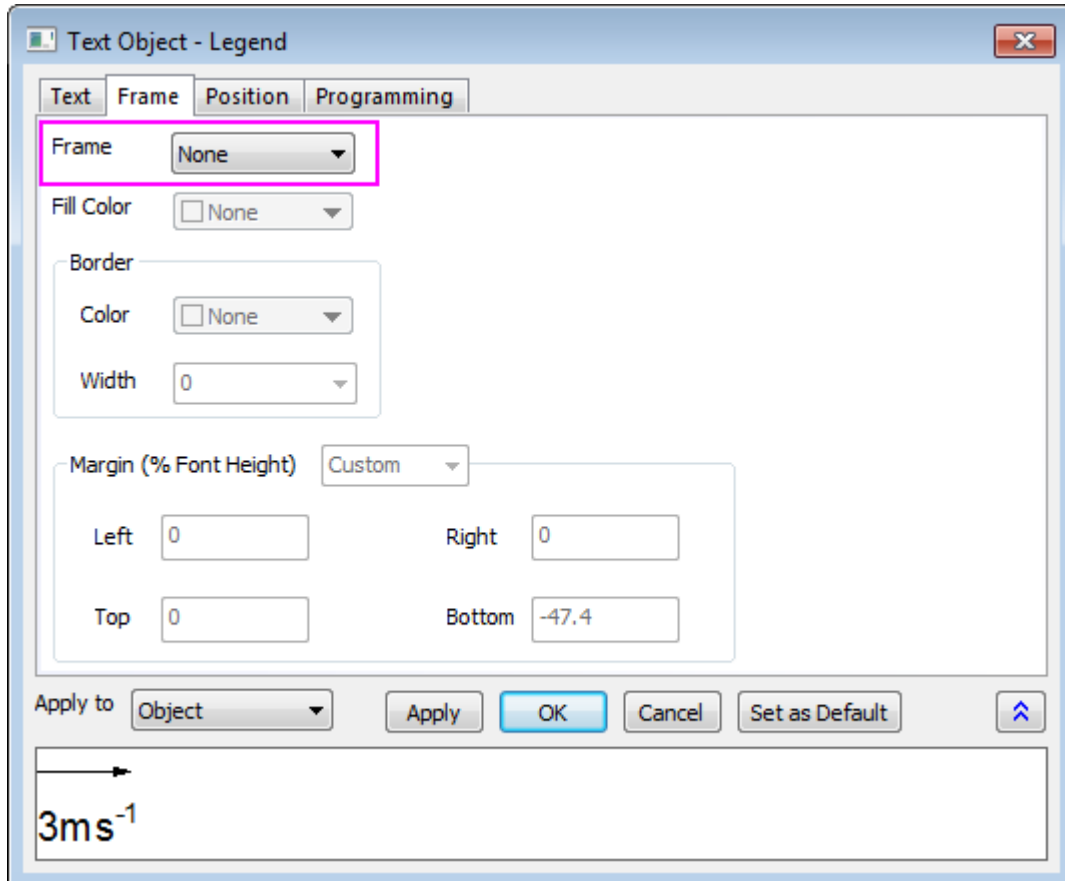 Text Object - Legend
Text Frame Position Programming
Frame None
Fill Color None
Border
Color None
Width 0
Margin (% Font Height) Custom
Left 0 Right 0
Top 0 Bottom -47.4
Apply to Object Apply OK Cancel Set as Default
3ms⁻¹